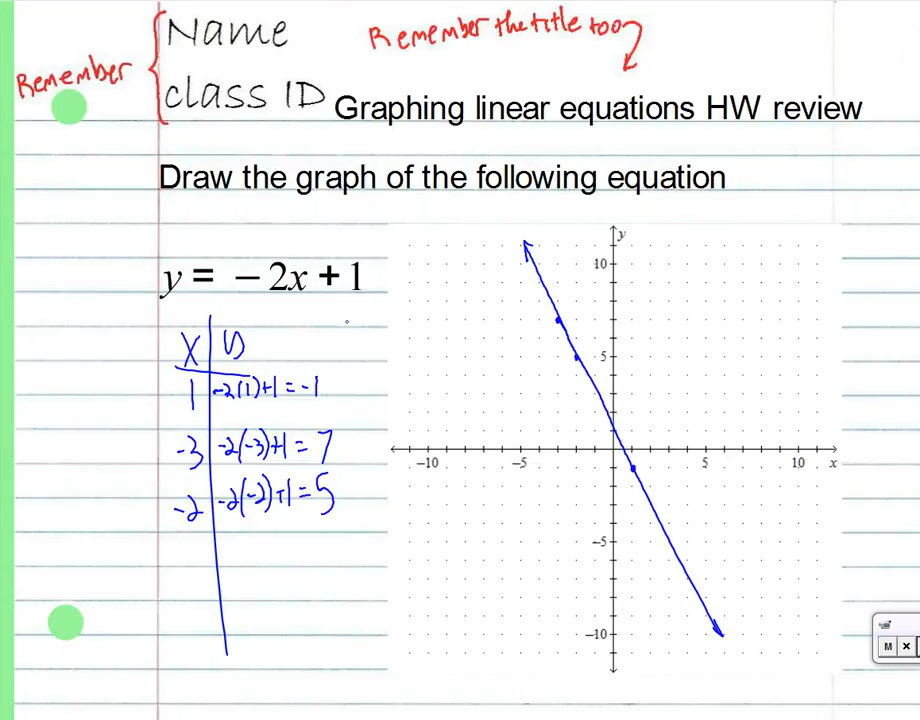 Name
Remember the title too
Remember
class ID
Graphing linear equations HW review
Draw the graph of the following equation
y = − 2x + 1
x y
1 -2(1)+1 = -1
-3 -2(-3)+1 = 7
-2 -2(-2)+1 = 5
y
10
5
−10 −5 5 10 x
−5
−10
M ×